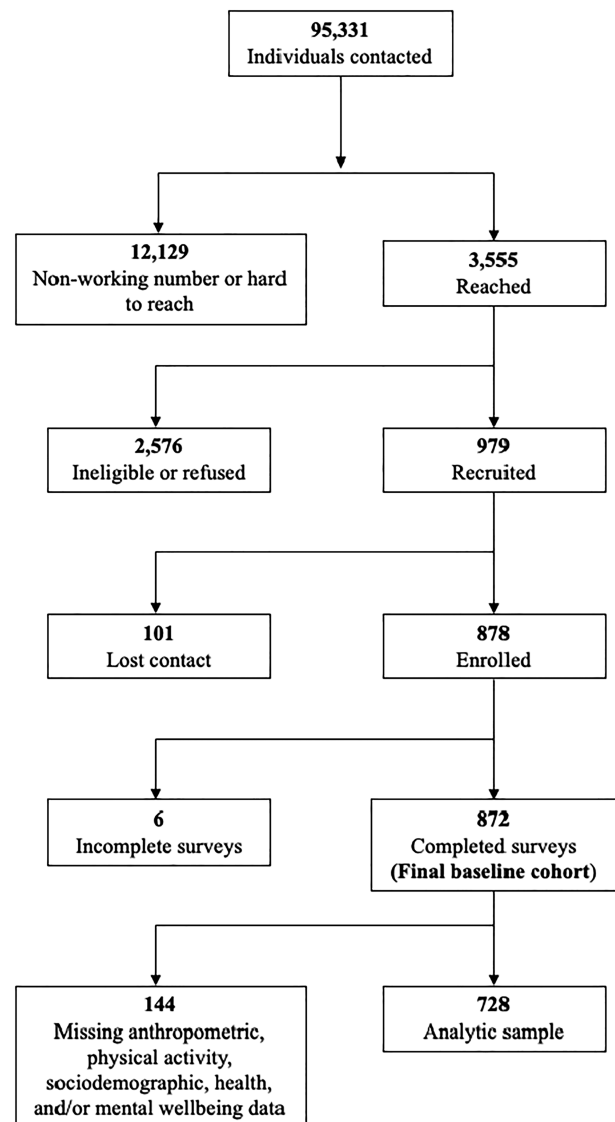 95,331
Individuals contacted
12,129
Non-working number or hard
to reach
3,555
Reached
2,576
Ineligible or refused
979
Recruited
101
Lost contact
878
Enrolled
6
Incomplete surveys
872
Completed surveys
(Final baseline cohort)
144
Missing anthropometric,
physical activity,
sociodemographic, health,
and/or mental wellbeing data
728
Analytic sample